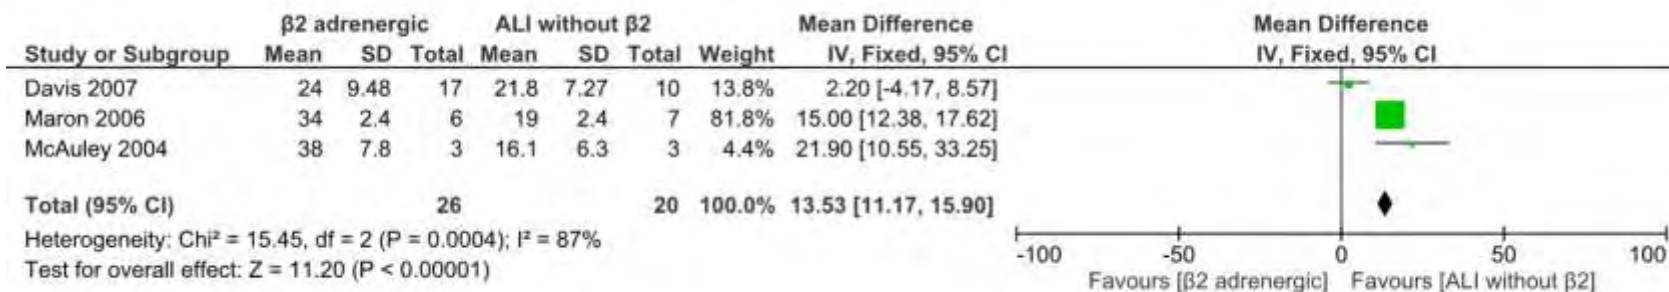 β2 adrenergic ALI without β2 Mean Difference Mean Difference
Study or Subgroup Mean SD Total Mean SD Total Weight IV, Fixed, 95% CI IV, Fixed, 95% CI
Davis 2007 24 9.48 17 21.8 7.27 10 13.8% 2.20 [-4.17, 8.57]
Maron 2006 34 2.4 6 19 2.4 7 81.8% 15.00 [12.38, 17.62]
McAuley 2004 38 7.8 3 16.1 6.3 3 4.4% 21.90 [10.55, 33.25]
Total (95% CI) 26 20 100.0% 13.53 [11.17, 15.90]
Heterogeneity: Chi² = 15.45, df = 2 (P = 0.0004); I² = 87%
Test for overall effect: Z = 11.20 (P < 0.00001)
-100 -50 0 50 100
Favours [β2 adrenergic] Favours [ALI without β2]